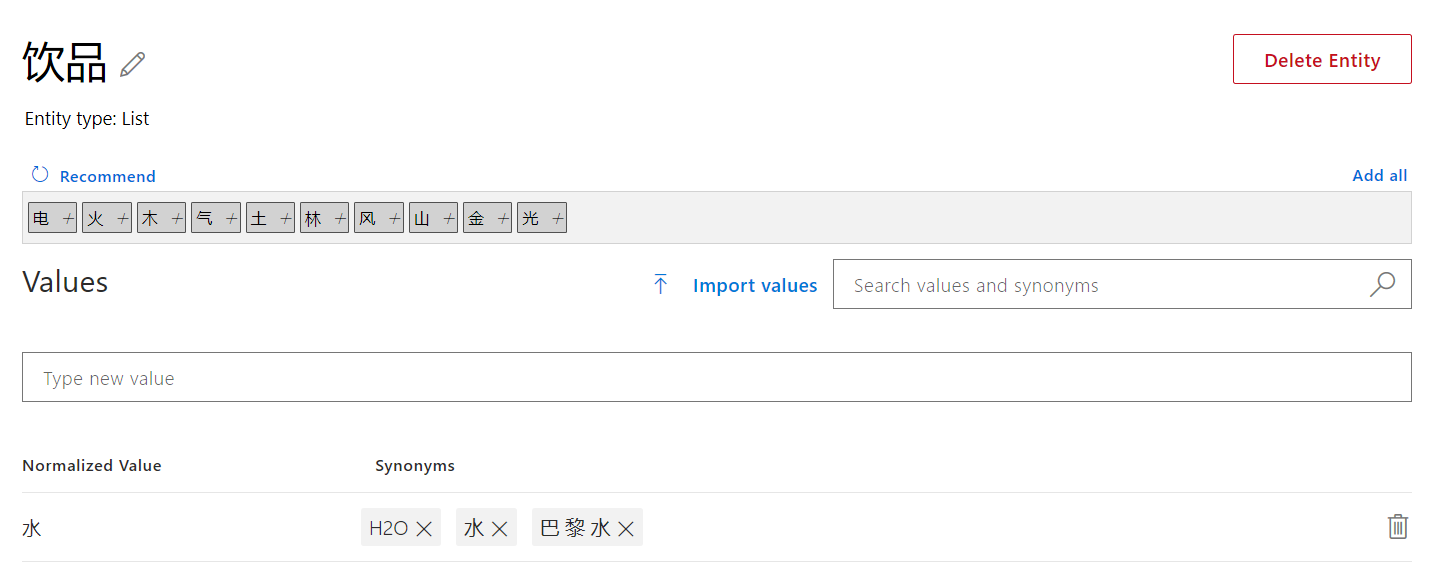 饮品
Delete Entity
Entity type: List
Recommend
Add all
电 + 火 + 木 + 气 + 土 + 林 + 风 + 山 + 金 + 光 +
Values
Import values
Search values and synonyms
Type new value
Normalized Value Synonyms
水 H2O 水 巴黎水